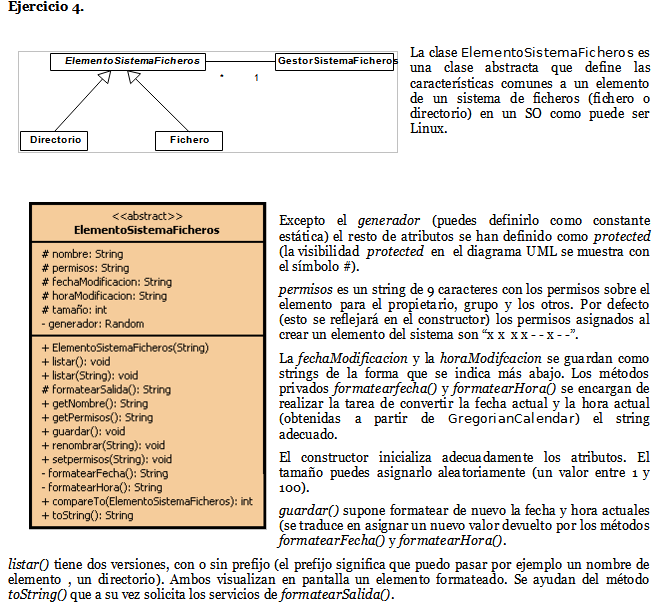 Ejercicio 4.
ElementoSistemaFicheros
GestorSistemaFicheros
* 1
Directorio
Fichero
La clase ElementoSistemaFicheros es
una clase abstracta que define las
características comunes a un elemento
de un sistema de ficheros (fichero o
directorio) en un SO como puede ser
Linux.
<<abstract>>
ElementoSistemaFicheros
# nombre: String
# permisos: String
# fechaModificacion: String
# horaModificacion: String
# tamaño: int
- generador: Random
+ ElementoSistemaFicheros(String)
+ listar(): void
+ listar(String): void
# formatearSalida(): String
+ getNombre(): String
+ getPermisos(): String
+ guardar(): void
+ renombrar(String): void
+ setpermisos(String): void
- formatearFecha(): String
- formatearHora(): String
+ compareTo(ElementoSistemaFicheros): int
+ toString(): String
Excepto el generador (puedes definirlo como constante
estática) el resto de atributos se han definido como protected
(la visibilidad protected en el diagrama UML se muestra con
el símbolo #).
permisos es un string de 9 caracteres con los permisos sobre el
elemento para el propietario, grupo y los otros. Por defecto
(esto se reflejará en el constructor) los permisos asignados al
crear un elemento del sistema son “x x x x - - x - -”.
La fechaModificacion y la horaModifcacion se guardan como
strings de la forma que se indica más abajo. Los métodos
privados formatearfecha() y formatearHora() se encargan de
realizar la tarea de convertir la fecha actual y la hora actual
(obtenidas a partir de GregorianCalendar) el string
adecuado.
El constructor inicializa adecuadamente los atributos. El
tamaño puedes asignarlo aleatoriamente (un valor entre 1 y
100).
guardar() supone formatear de nuevo la fecha y hora actuales
(se traduce en asignar un nuevo valor devuelto por los métodos
formatearFecha() y formatearHora().
listar() tiene dos versiones, con o sin prefijo (el prefijo significa que puedo pasar por ejemplo un nombre de
elemento , un directorio). Ambos visualizan en pantalla un elemento formateado. Se ayudan del método
toString() que a su vez solicita los servicios de formatearSalida().